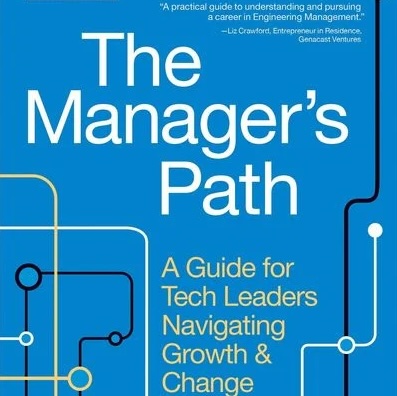 “A practical guide to understanding and pursuing
a career in Engineering Management.”
—Liz Crawford, Entrepreneur in Residence,
Genacast Ventures
The
Manager’s
Path
A Guide for
Tech Leaders
Navigating
Growth &
Change